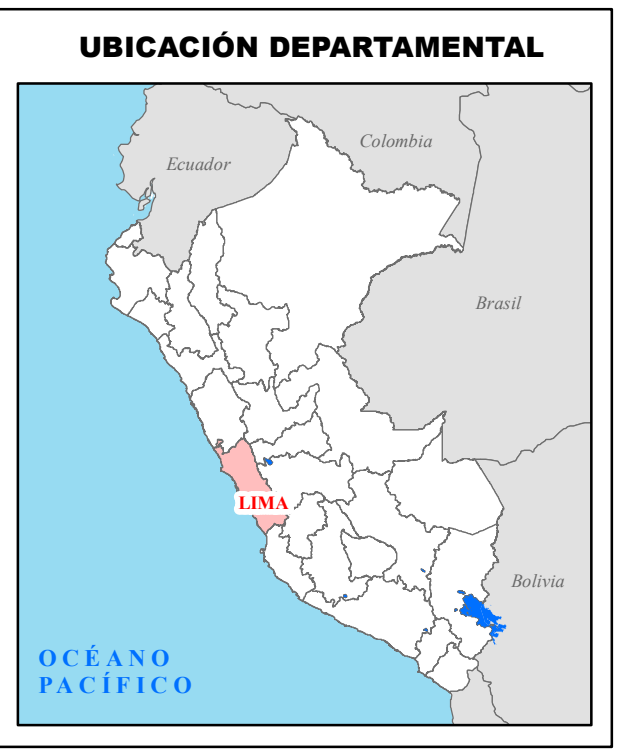 UBICACIÓN DEPARTAMENTAL
Colombia
Ecuador
Brasil
LIMA
Bolivia
OCÉANO
PACÍFICO